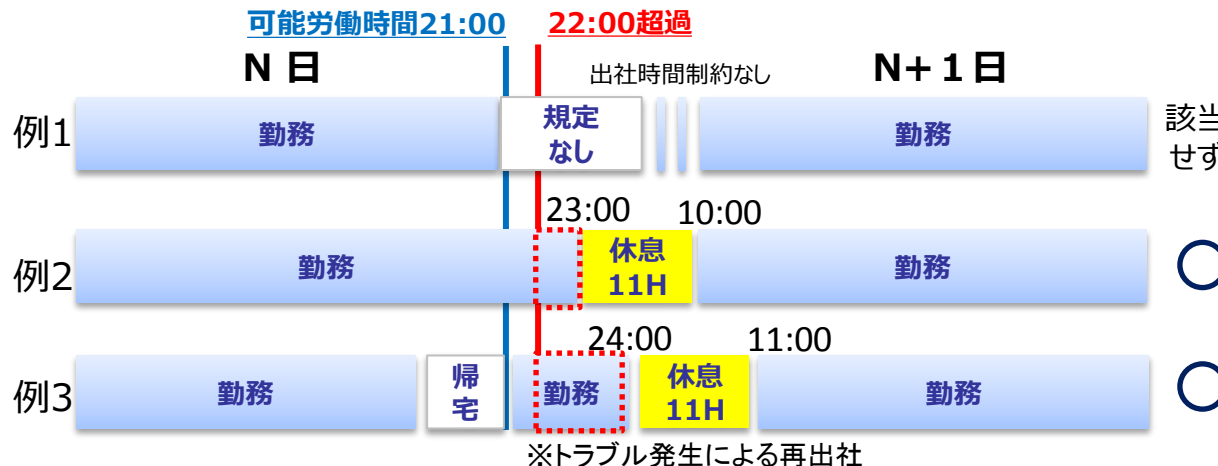 可能労働時間21:00 22:00超過
N 日 出社時間制約なし N+1日
例1 勤務 規定
なし 勤務 該当
せず
23:00 10:00
例2 勤務 休息
11H 勤務 〇
24:00 11:00
例3 勤務 帰
宅 勤務 休息
11H 勤務 〇
※トラブル発生による再出社